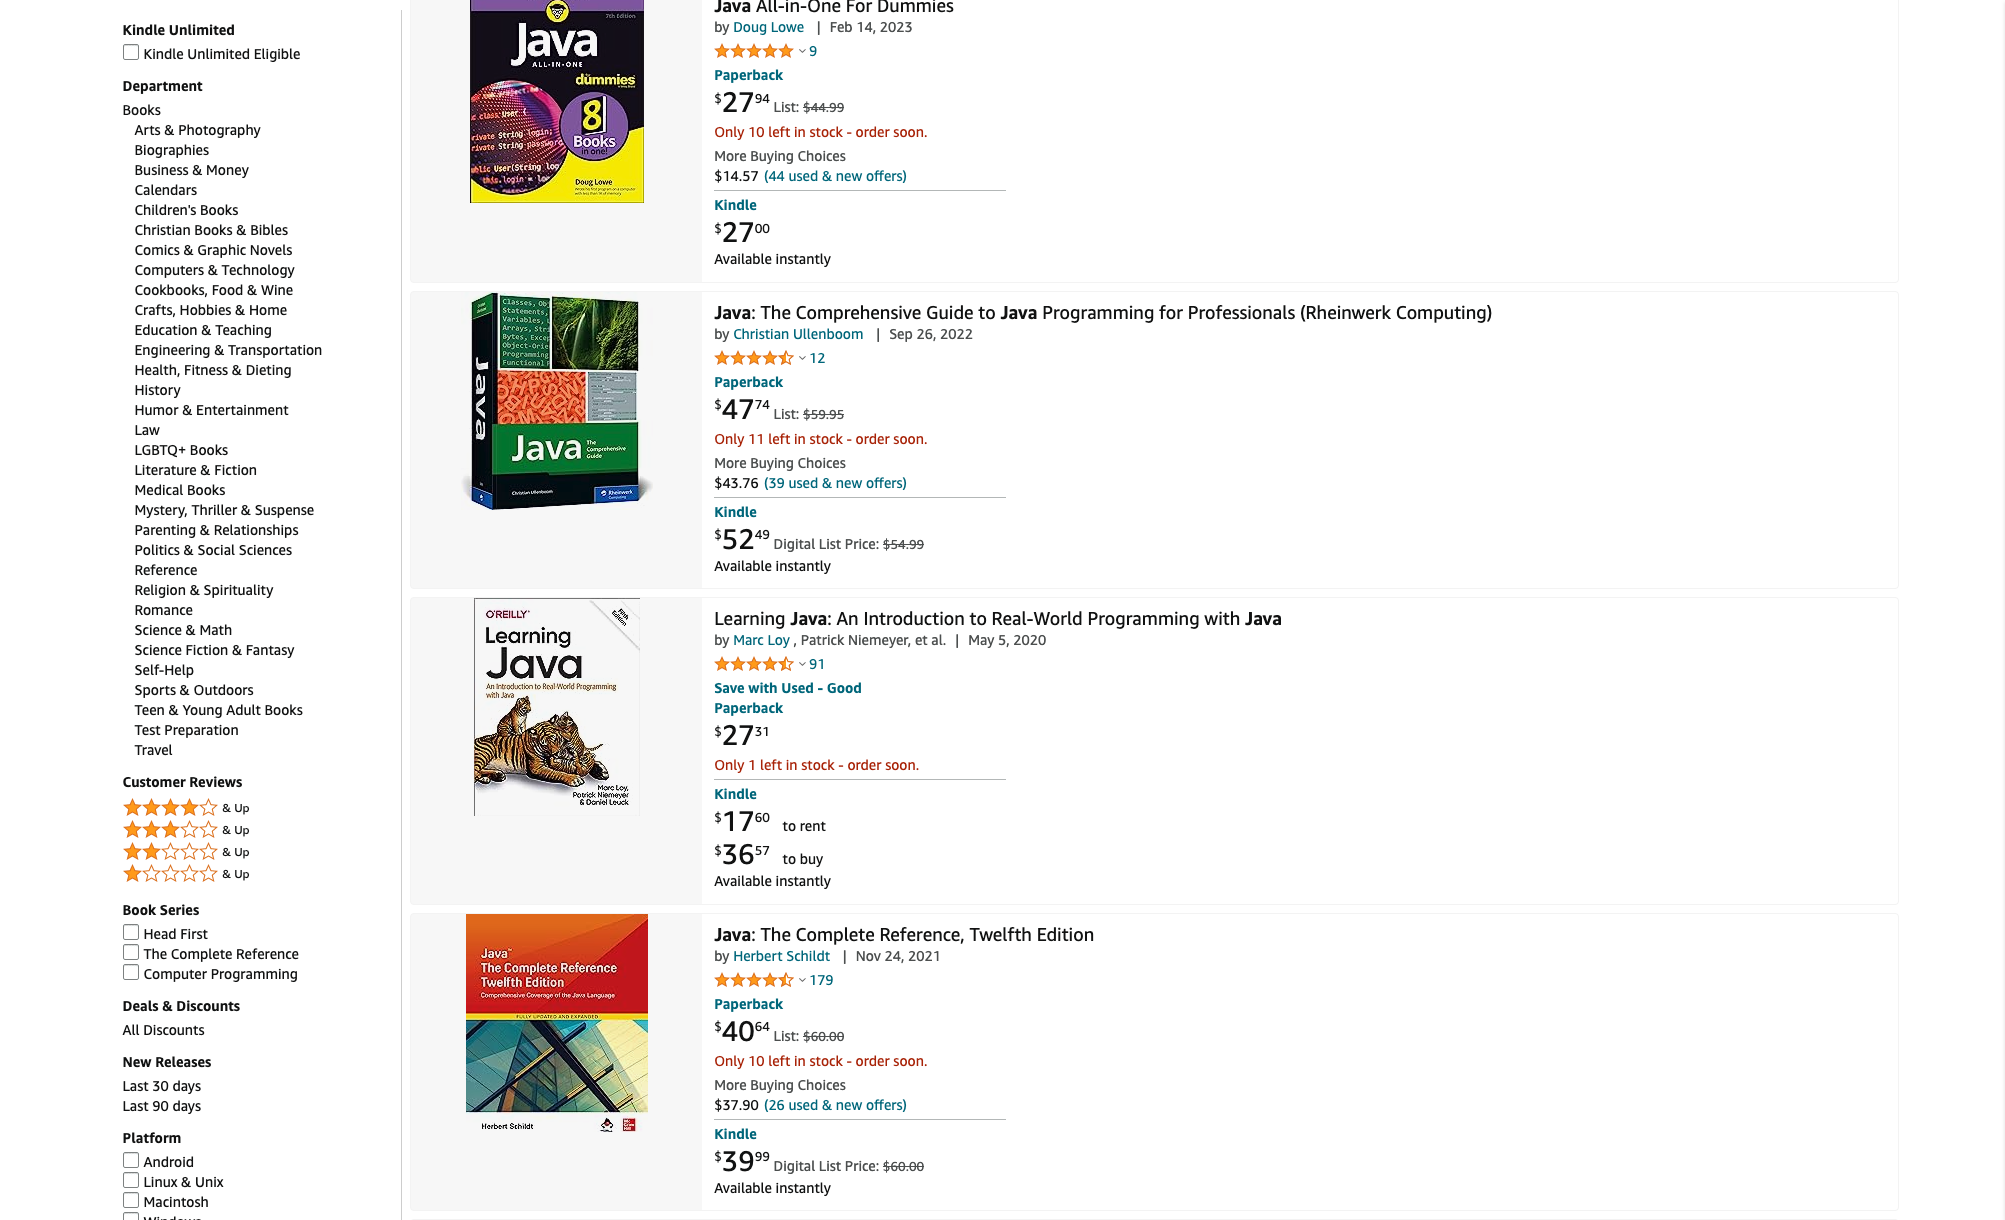 Kindle Unlimited
Kindle Unlimited Eligible
Department
Books
Arts & Photography
Biographies
Business & Money
Calendars
Children's Books
Christian Books & Bibles
Comics & Graphic Novels
Computers & Technology
Cookbooks, Food & Wine
Crafts, Hobbies & Home
Education & Teaching
Engineering & Transportation
Health, Fitness & Dieting
History
Humor & Entertainment
Law
LGBTQ+ Books
Literature & Fiction
Medical Books
Mystery, Thriller & Suspense
Parenting & Relationships
Politics & Social Sciences
Reference
Religion & Spirituality
Romance
Science & Math
Science Fiction & Fantasy
Self-Help
Sports & Outdoors
Teen & Young Adult Books
Test Preparation
Travel
Customer Reviews
& Up
& Up
& Up
& Up
Book Series
Head First
The Complete Reference
Computer Programming
Deals & Discounts
All Discounts
New Releases
Last 30 days
Last 90 days
Platform
Android
Linux & Unix
Macintosh
7th Edition
Java
ALL-IN-ONE
dummies
8
Books
in one!
Doug Lowe
Java All-in-One For Dummies
by Doug Lowe | Feb 14, 2023
9
Paperback
$27.94 List: $44.99
Only 10 left in stock - order soon.
More Buying Choices
$14.57 (44 used & new offers)
Kindle
$27.00
Available instantly
Java
Java
The
Comprehensive
Guide
Christian Ullenboom
Rheinwerk
Computing
Java: The Comprehensive Guide to Java Programming for Professionals (Rheinwerk Computing)
by Christian Ullenboom | Sep 26, 2022
12
Paperback
$47.74 List: $59.95
Only 11 left in stock - order soon.
More Buying Choices
$43.76 (39 used & new offers)
Kindle
$52.49 Digital List Price: $54.99
Available instantly
O'REILLY
Fifth
Edition
Learning
Java
An Introduction to Real-World Programming
with Java
Marc Loy,
Patrick Niemeyer
& Daniel Leuck
Learning Java: An Introduction to Real-World Programming with Java
by Marc Loy , Patrick Niemeyer, et al. | May 5, 2020
91
Save with Used - Good
Paperback
$27.31
Only 1 left in stock - order soon.
Kindle
$17.60 to rent
$36.57 to buy
Available instantly
Java™
The Complete Reference
Twelfth Edition
Comprehensive Coverage of the Java Language
FULLY UPDATED AND EXPANDED
Herbert Schildt
Java: The Complete Reference, Twelfth Edition
by Herbert Schildt | Nov 24, 2021
179
Paperback
$40.64 List: $60.00
Only 10 left in stock - order soon.
More Buying Choices
$37.90 (26 used & new offers)
Kindle
$39.99 Digital List Price: $60.00
Available instantly